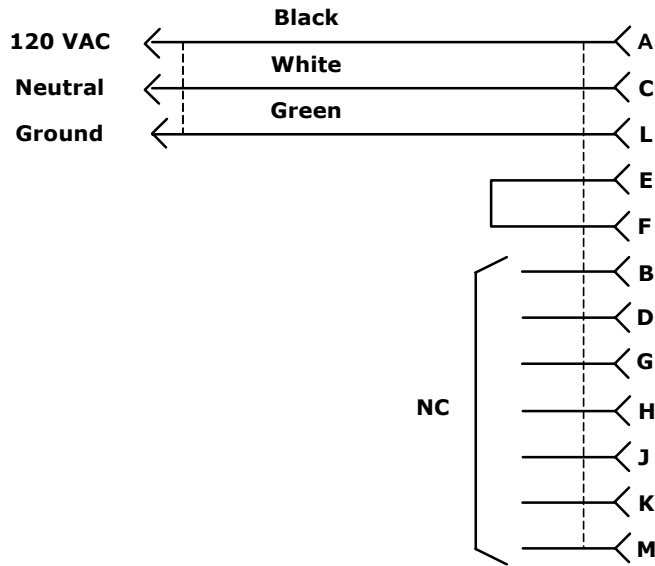 Black
120 VAC A
White
Neutral C
Green
Ground L
E
F
B
D
G
NC H
J
K
M